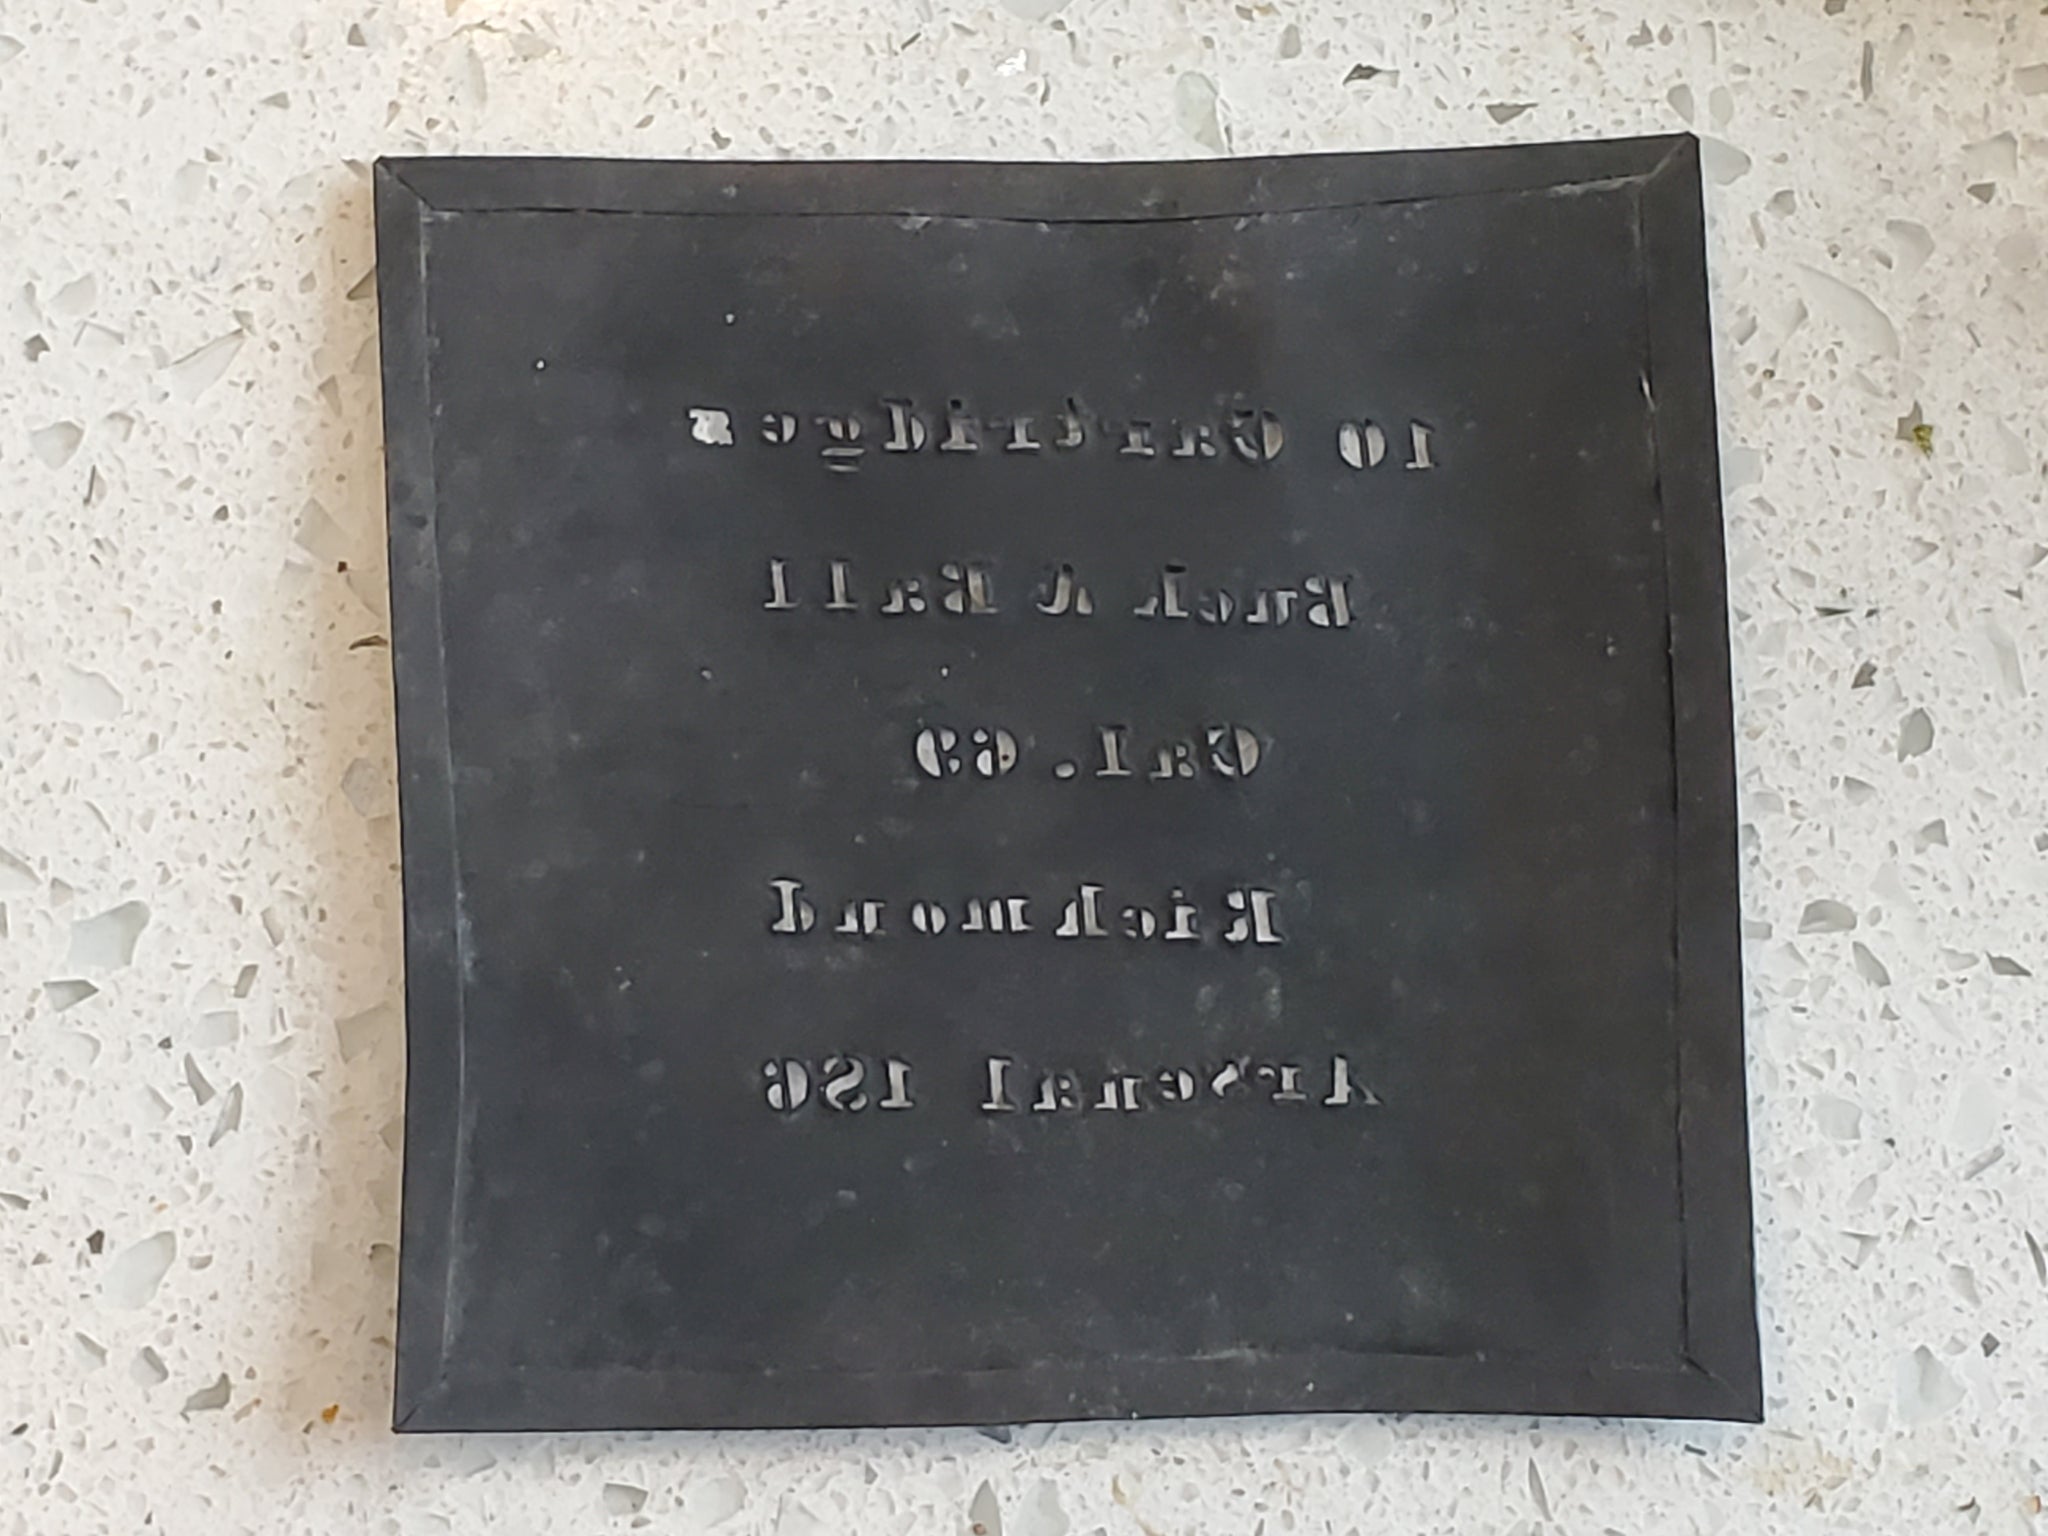 10 Cartridges
Buck & Ball
Cal. 69
Richmond
Arsenal 186